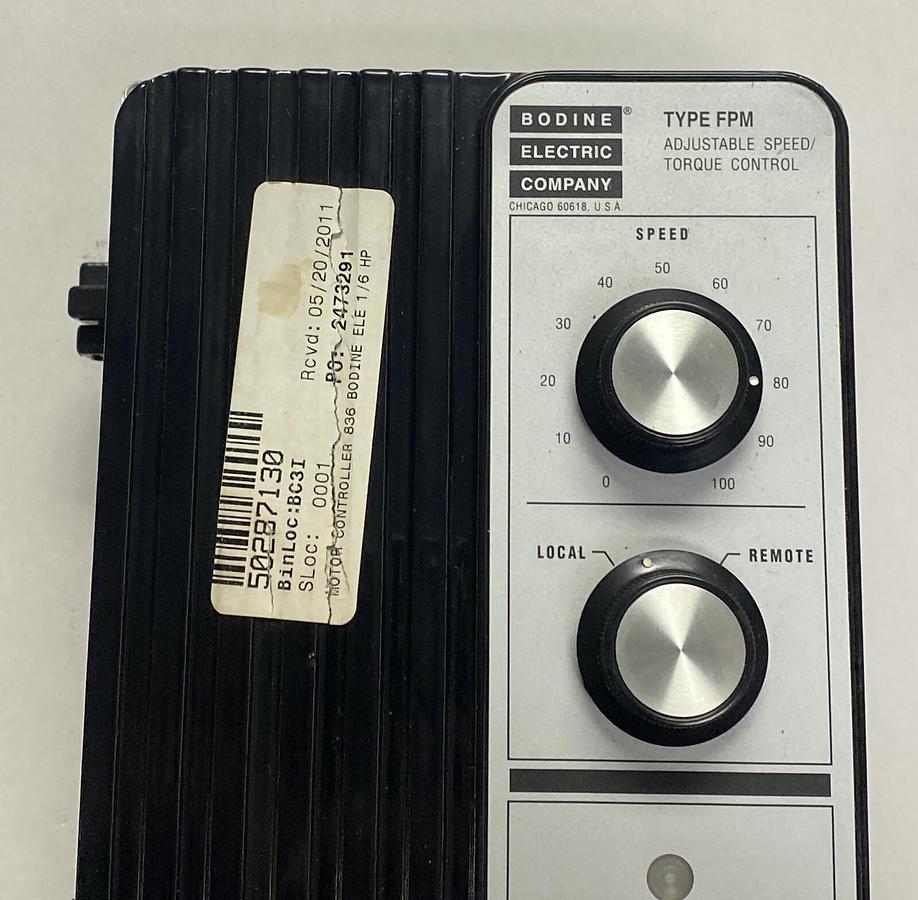 BODINE®
ELECTRIC
COMPANY
CHICAGO 60618, U.S.A.
TYPE FPM
ADJUSTABLE SPEED/
TORQUE CONTROL
SPEED
0
10
20
30
40
50
60
70
80
90
100
LOCAL
REMOTE
50287130
BinLoc:BC3I
SLoc: 0001
Rcvd: 05/20/2011
PO: 2473291
MOTOR CONTROLLER 836 BODINE ELE 1/6 HP